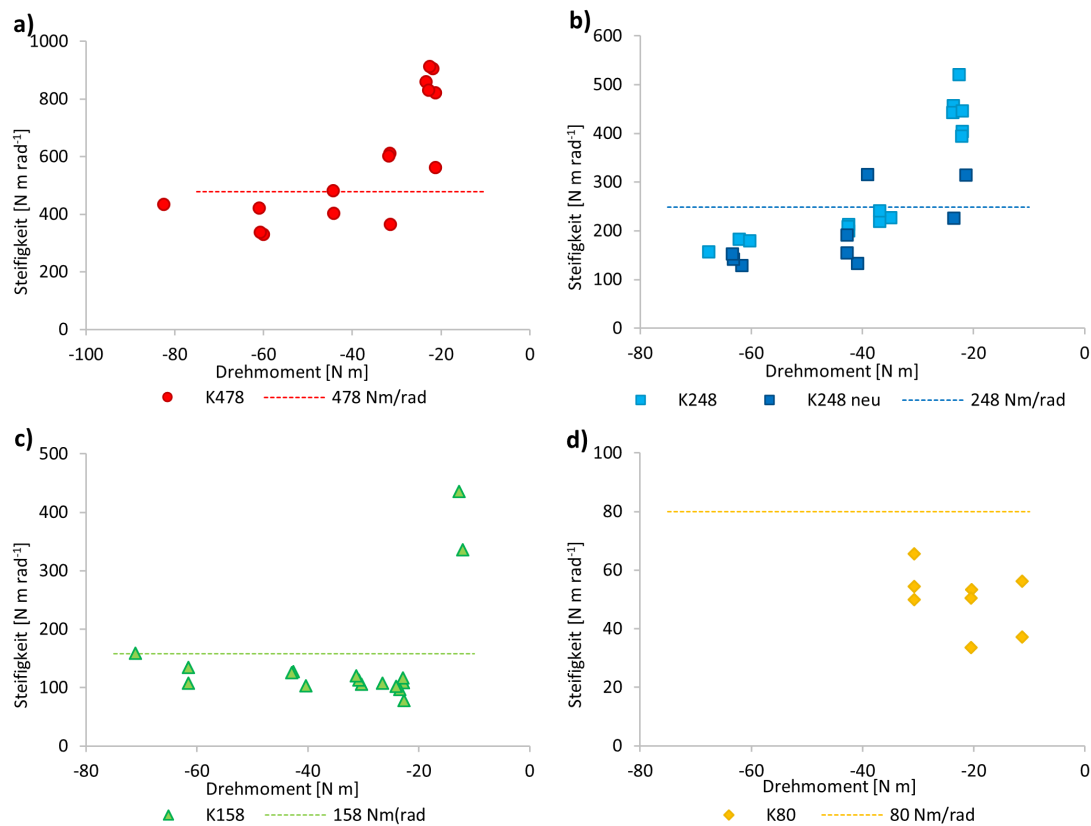 a)
1000
800
600
400
200
0
Steifigkeit [N m rad⁻¹]
-100 -80 -60 -40 -20 0
Drehmoment [N m]
K478 478 Nm/rad
b)
600
500
400
300
200
100
0
Steifigkeit [N m rad⁻¹]
-80 -60 -40 -20 0
Drehmoment [N m]
K248 K248 neu 248 Nm/rad
c)
500
400
300
200
100
0
Steifigkeit [N m rad⁻¹]
-80 -60 -40 -20 0
Drehmoment [N m]
K158 158 Nm(rad
d)
100
80
60
40
20
0
Steifigkeit [N m rad⁻¹]
-80 -60 -40 -20 0
Drehmoment [N m]
K80 80 Nm/rad